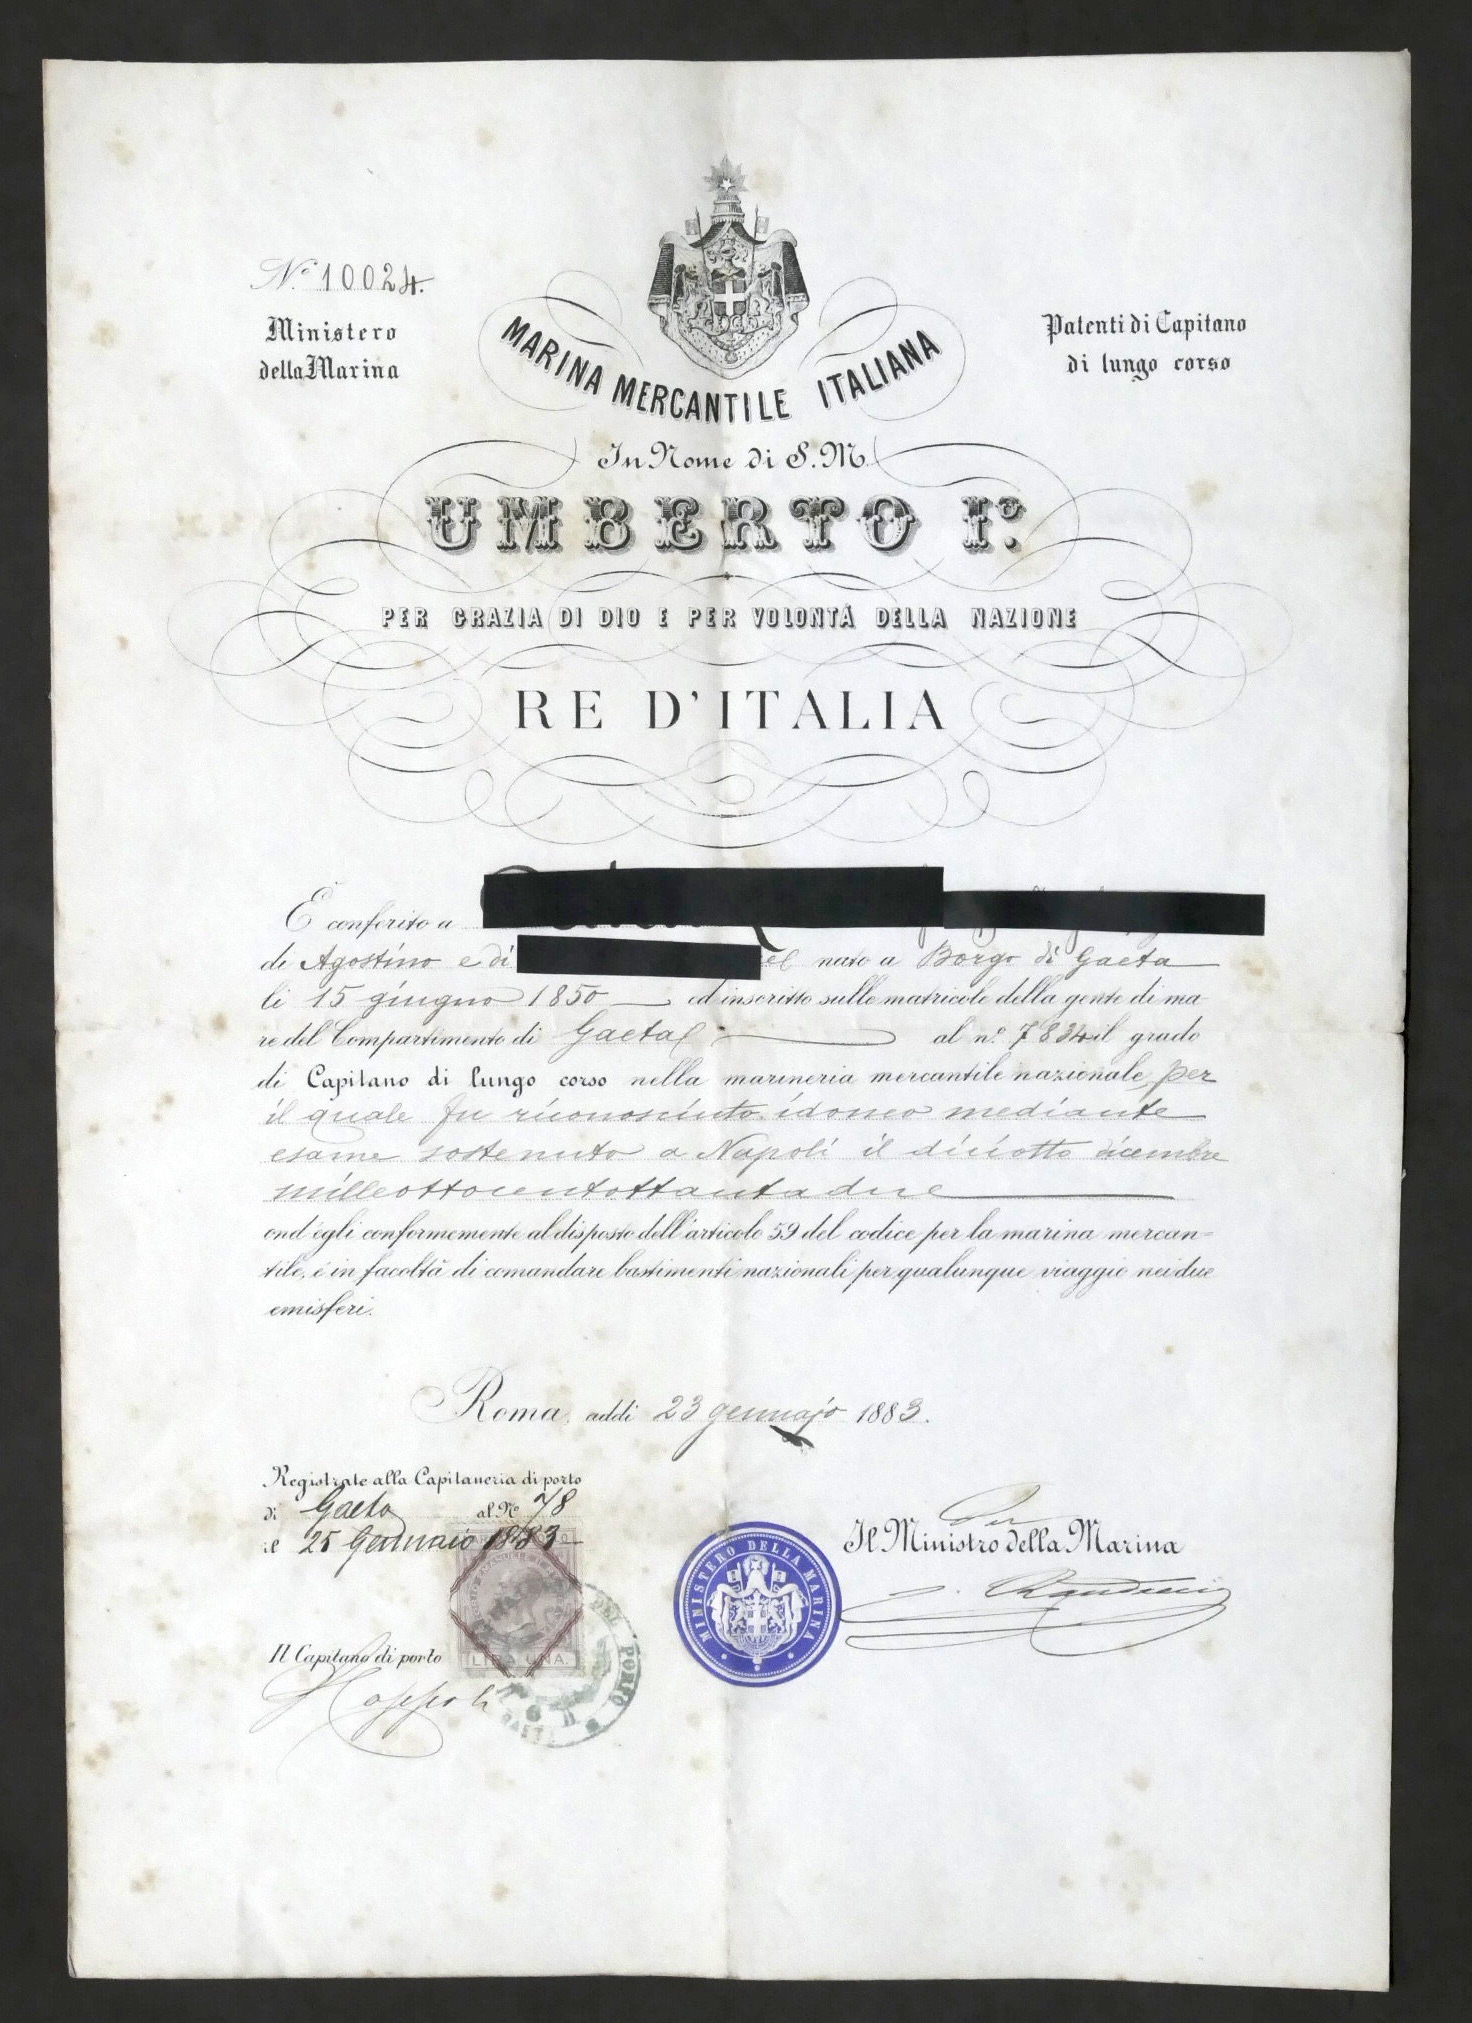 N.º 10024.
Ministero
della Marina
Patenti di Capitano
di lungo corso
MARINA MERCANTILE ITALIANA
In Nome di S. M.
UMBERTO Iº.
PER GRAZIA DI DIO E PER VOLONTÀ DELLA NAZIONE
RE D'ITALIA
È conferito a
di Agostino e di nato a Borgo di Gaeta
li 15 giugno 1850 ed inscritto sulle matricole della gente di ma-
re del Compartimento di Gaeta al n.º 7834 il grado
di Capitano di lungo corso nella marineria mercantile nazionale per
il quale fu riconosciuto idoneo mediante
esame sostenuto a Napoli il diciotto dicembre
milleottocentottantadue
ond'egli conformemente al disposto dell'articolo 59 del codice per la marina mercan=
tile, è in facoltà di comandare bastimenti nazionali per qualunque viaggio nei due
emisferi.
Roma, addi 23 gennajo 1883.
Registrate alla Capitaneria di porto
di Gaeta al Nº 78
il 25 Gennaio 1883
LIRA UNA.
Il Capitano di porto
Per
Il Ministro della Marina
MINISTERO DELLA MARINA
PORTO
GAETA